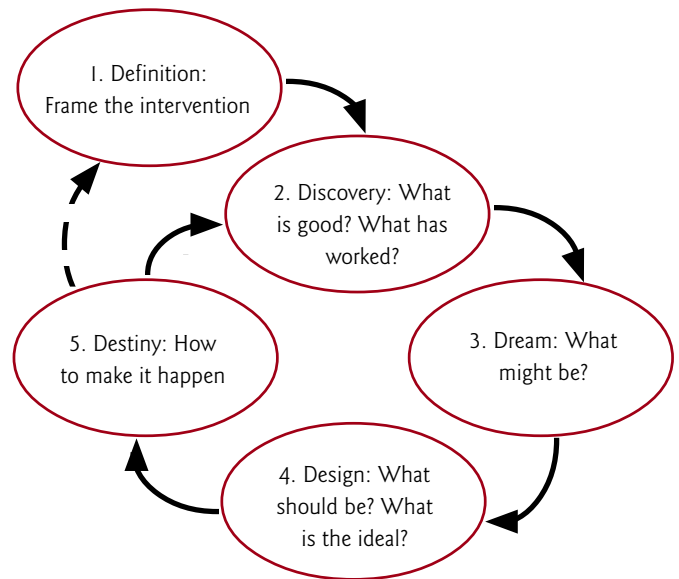 1. Definition:
Frame the intervention
2. Discovery: What
is good? What has
worked?
3. Dream: What
might be?
4. Design: What
should be? What
is the ideal?
5. Destiny: How
to make it happen